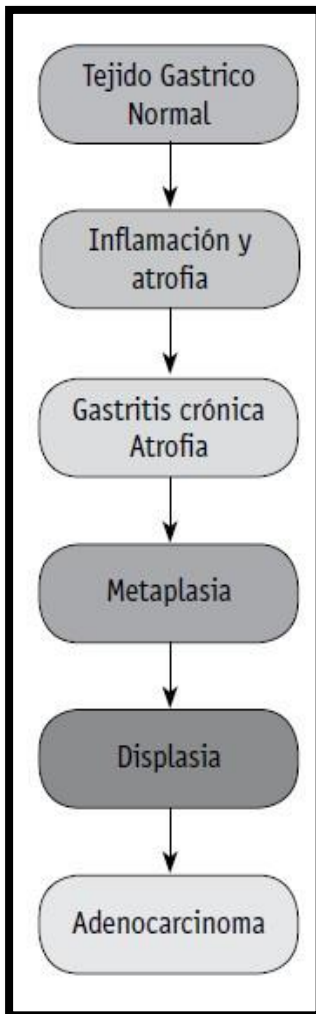 Tejido Gastrico
Normal
Inflamación y
atrofia
Gastritis crónica
Atrofia
Metaplasia
Displasia
Adenocarcinoma